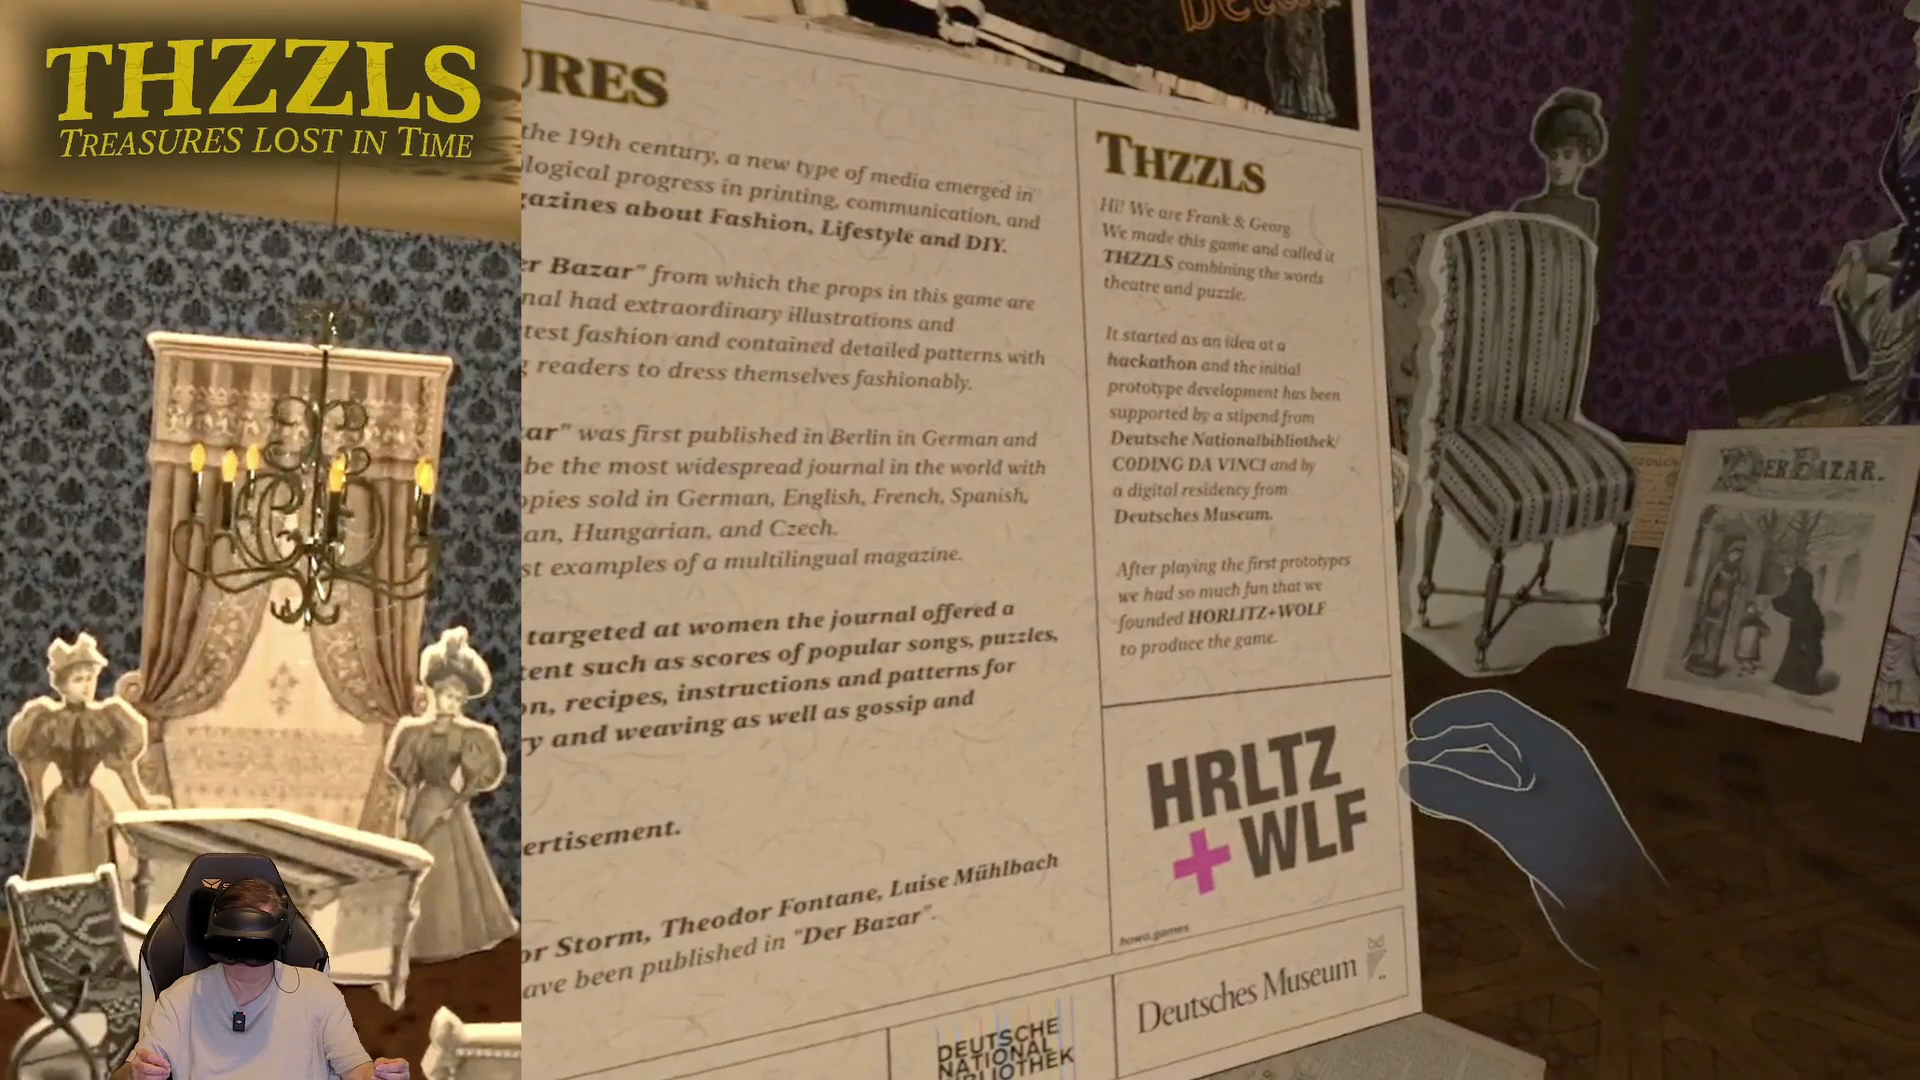 THZZLS
TREASURES LOST IN TIME
URES
the 19th century, a new type of media emerged in
logical progress in printing, communication, and
gazines about Fashion, Lifestyle and DIY.
er Bazar" from which the props in this game are
nal had extraordinary illustrations and
test fashion and contained detailed patterns with
g readers to dress themselves fashionably.
ar" was first published in Berlin in German and
be the most widespread journal in the world with
opies sold in German, English, French, Spanish,
an, Hungarian, and Czech.
st examples of a multilingual magazine.
targeted at women the journal offered a
tent such as scores of popular songs, puzzles,
on, recipes, instructions and patterns for
ry and weaving as well as gossip and
ertisement.
or Storm, Theodor Fontane, Luise Mühlbach
ave been published in "Der Bazar".
DEUTSCHE
NATIONAL
BIBLIOTHEK
THZZLS
Hi! We are Frank & Georg
We made this game and called it
THZZLS combining the words
theatre and puzzle.
It started as an idea at a
hackathon and the initial
prototype development has been
supported by a stipend from
Deutsche Nationalbibliothek/
CODING DA VINCI and by
a digital residency from
Deutsches Museum.
After playing the first prototypes
we had so much fun that we
founded HORLITZ+WOLF
to produce the game.
HRLTZ
+ WLF
howo.games
Deutsches Museum
DER BAZAR.